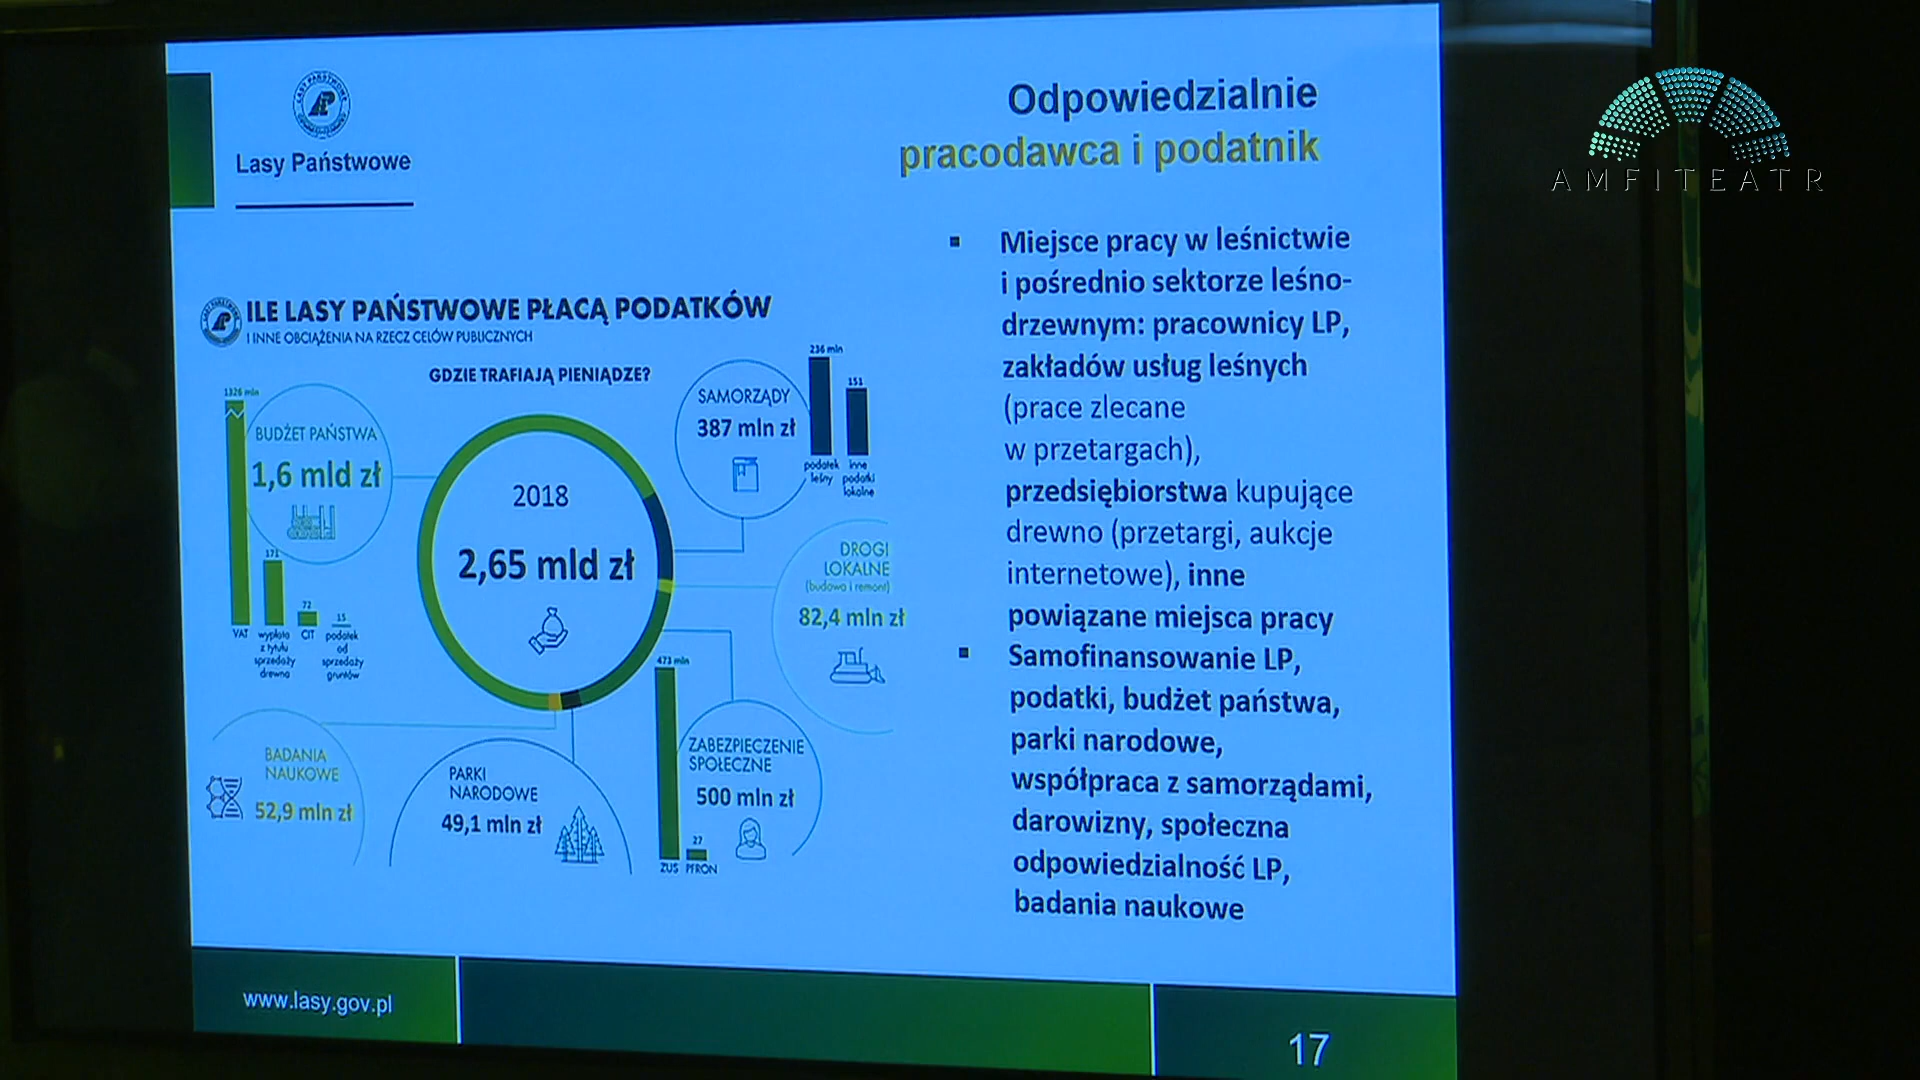 AMFITEATR
Lasy Państwowe
Odpowiedzialnie
pracodawca i podatnik
ILE LASY PAŃSTWOWE PŁACĄ PODATKÓW
I INNE OBCIĄŻENIA NA RZECZ CELÓW PUBLICZNYCH
GDZIE TRAFIAJĄ PIENIĄDZE?
1326 mln
BUDŻET PAŃSTWA
1,6 mld zł
171
72
15
VAT
wypłata
z tytułu
sprzedaży
drewna
CIT
podatek
od
sprzedaży
gruntów
2018
2,65 mld zł
SAMORZĄDY
387 mln zł
236 mln
151
podatek
leśny
inne
podatki
lokalne
DROGI
LOKALNE
(budowa i remont)
82,4 mln zł
BADANIA
NAUKOWE
52,9 mln zł
PARKI
NARODOWE
49,1 mln zł
473 mln
27
ZUS PFRON
ZABEZPIECZENIE
SPOŁECZNE
500 mln zł
▪ Miejsce pracy w leśnictwie
i pośrednio sektorze leśno-
drzewnym: pracownicy LP,
zakładów usług leśnych
(prace zlecane
w przetargach),
przedsiębiorstwa kupujące
drewno (przetargi, aukcje
internetowe), inne
powiązane miejsca pracy
▪ Samofinansowanie LP,
podatki, budżet państwa,
parki narodowe,
współpraca z samorządami,
darowizny, społeczna
odpowiedzialność LP,
badania naukowe
www.lasy.gov.pl
17